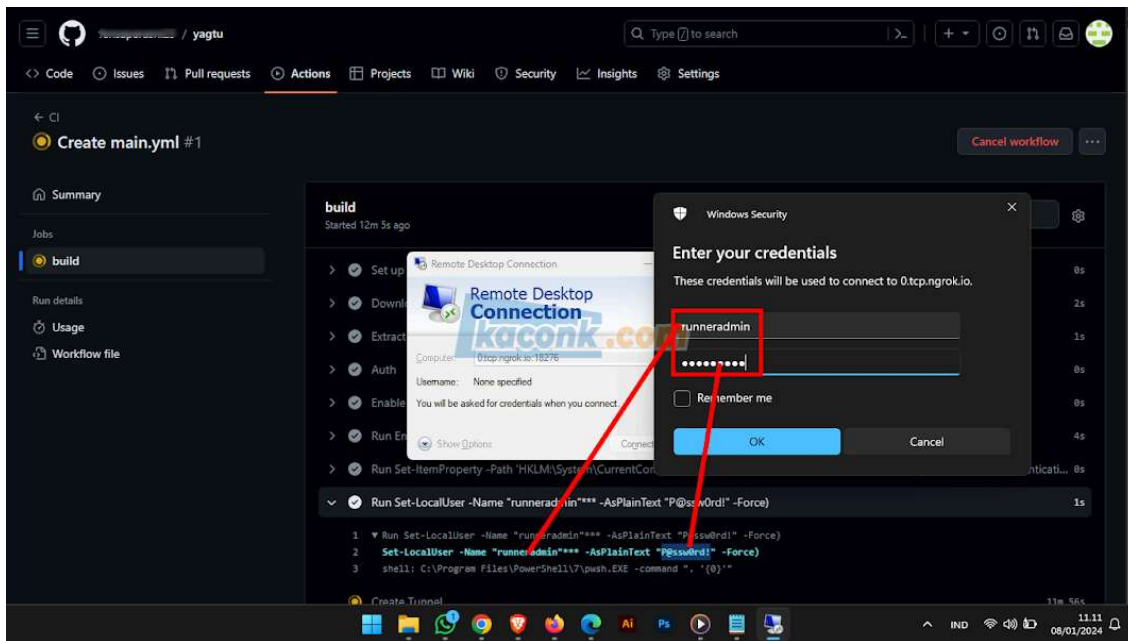 / yagtu
Type / to search
Code
Issues
Pull requests
Actions
Projects
Wiki
Security
Insights
Settings
← CI
Create main.yml #1
Cancel workflow
Summary
Jobs
build
Run details
Usage
Workflow file
build
Started 12m 5s ago
Set up
0s
Downl
2s
Extract
1s
Auth
0s
Enable
0s
Run En
4s
Run Set-ItemProperty -Path 'HKLM:\System\CurrentCon
nticati... 0s
Run Set-LocalUser -Name "runneradmin"*** -AsPlainText "P@ssw0rd!" -Force)
1s
1 ▼ Run Set-LocalUser -Name "runneradmin"*** -AsPlainText "P@ssw0rd!" -Force)
2 Set-LocalUser -Name "runneradmin"*** -AsPlainText "P@ssw0rd!" -Force)
3 shell: C:\Program Files\PowerShell\7\pwsh.EXE -command ". '{0}'"
Create Tunnel
11m 56s
Remote Desktop Connection
Remote Desktop
Connection
kaconk.com
Computer: 0.tcp.ngrok.io:18276
Username: None specified
You will be asked for credentials when you connect.
Show Options
Connect
Windows Security
Enter your credentials
These credentials will be used to connect to 0.tcp.ngrok.io.
runneradmin
•••••••••
Remember me
OK
Cancel
Ai
Ps
IND
11.11
08/01/2024